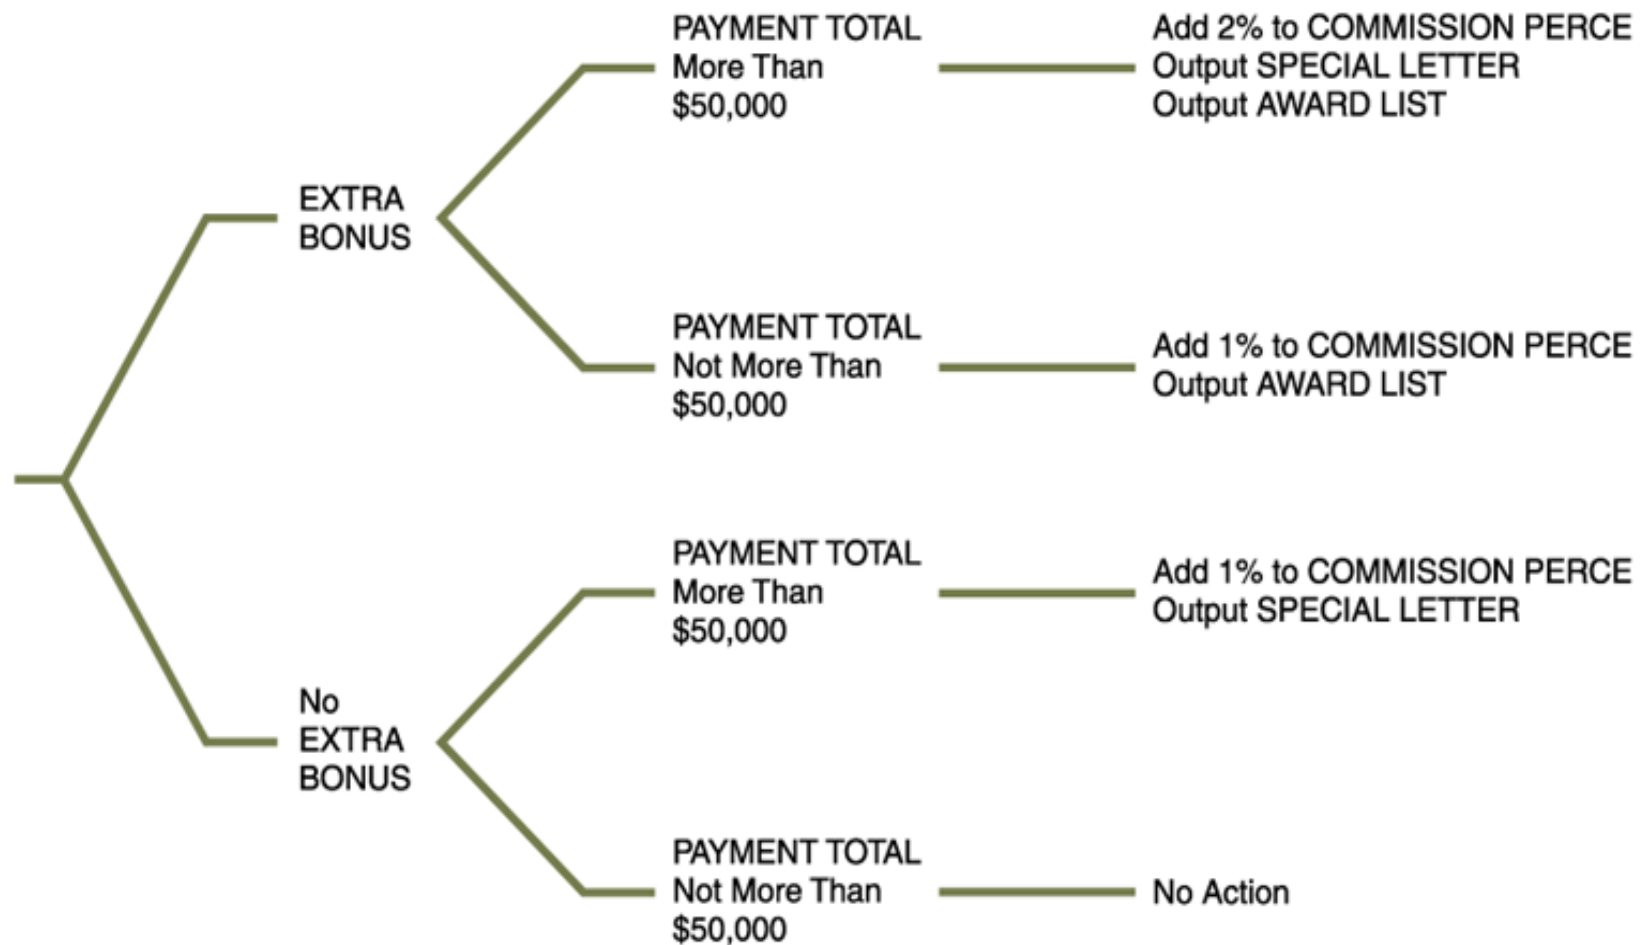 PAYMENT TOTAL
More Than
$50,000
Add 2% to COMMISSION PERCE
Output SPECIAL LETTER
Output AWARD LIST
EXTRA
BONUS
PAYMENT TOTAL
Not More Than
$50,000
Add 1% to COMMISSION PERCE
Output AWARD LIST
PAYMENT TOTAL
More Than
$50,000
Add 1% to COMMISSION PERCE
Output SPECIAL LETTER
No
EXTRA
BONUS
PAYMENT TOTAL
Not More Than
$50,000
No Action